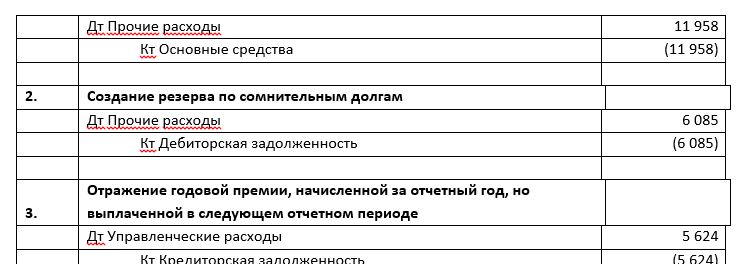 Дт Прочие расходы 11 958
Кт Основные средства (11 958)
2. Создание резерва по сомнительным долгам
Дт Прочие расходы 6 085
Кт Дебиторская задолженность (6 085)
Отражение годовой премии, начисленной за отчетный год, но
3. выплаченной в следующем отчетном периоде
Дт Управленческие расходы 5 624
Кт Кредиторская задолженность (5 624)